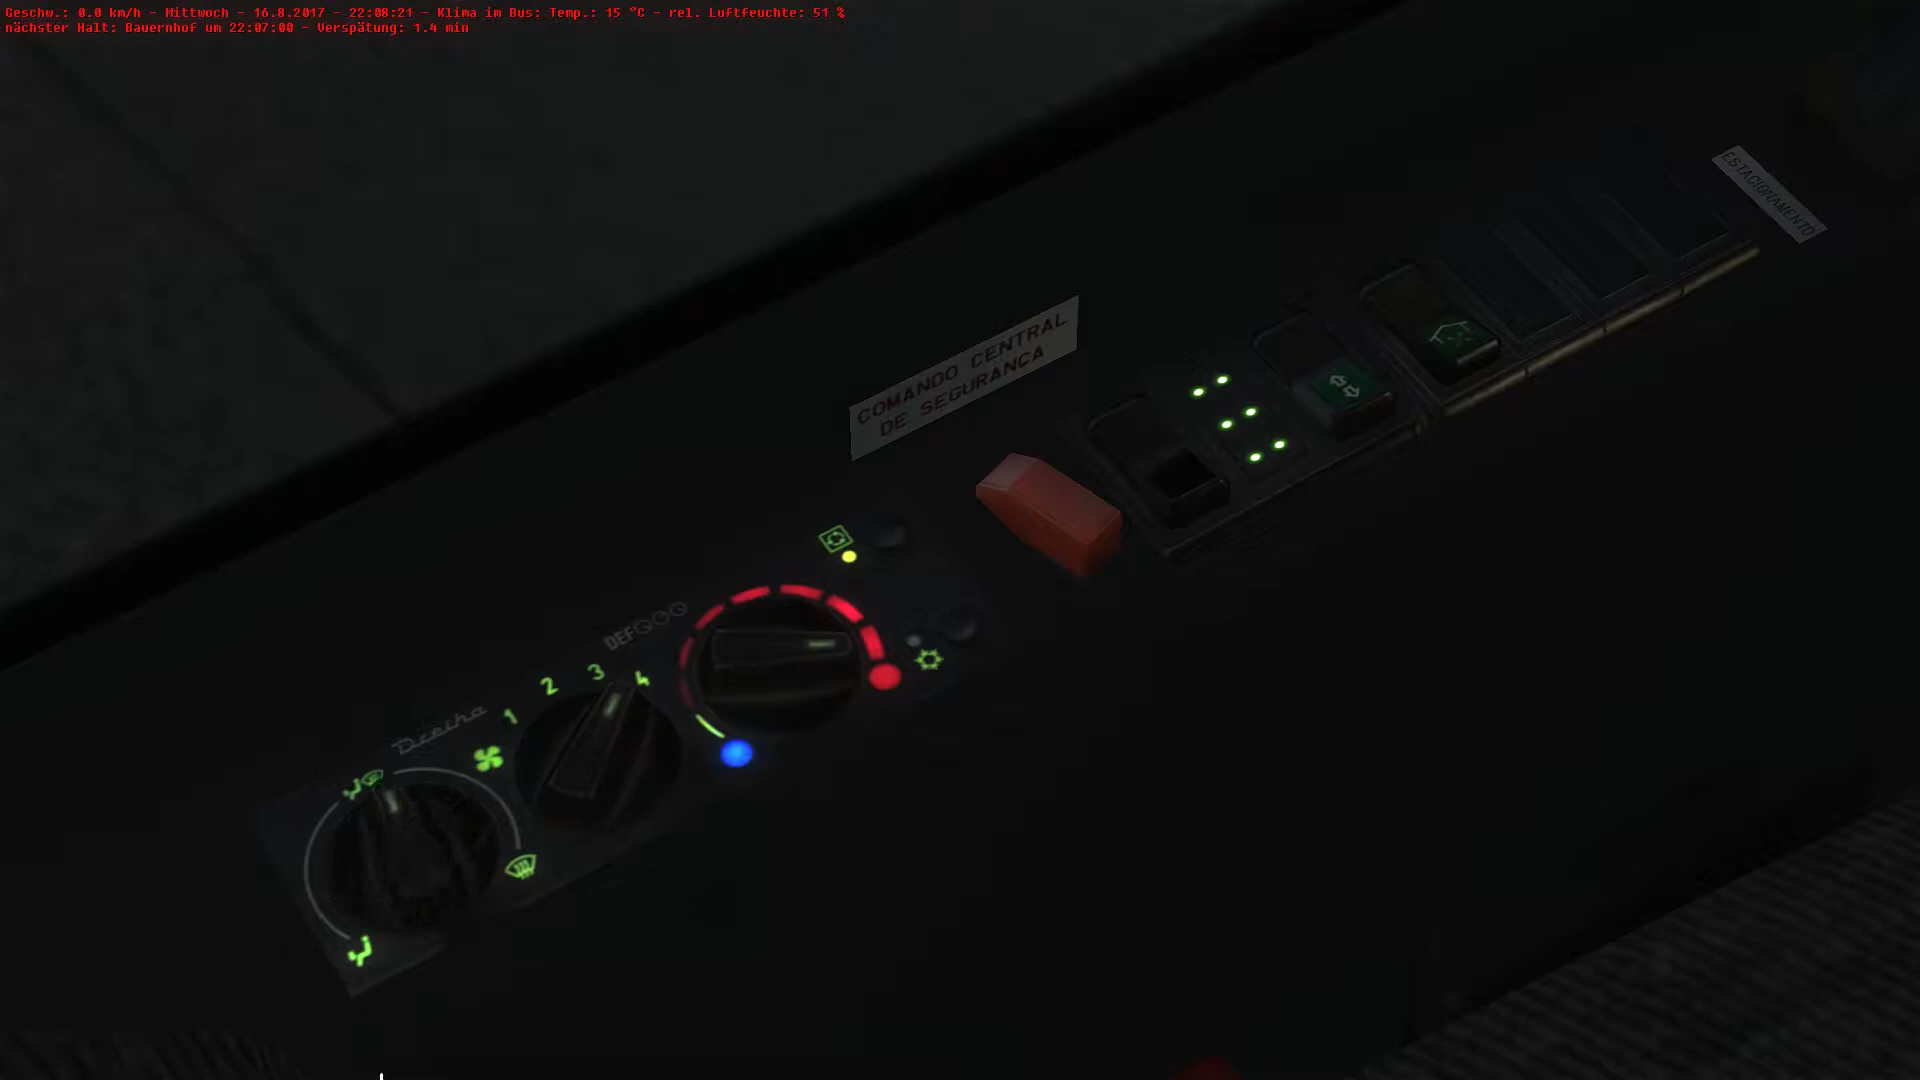 Geschw.: 0.0 km/h - Mittwoch - 16.8.2017 - 22:08:21 - Klima im Bus: Temp.: 15 °C - rel. Luftfeuchte: 51 %
nächster Halt: Bauernhof um 22:07:00 - Verspätung: 1.4 min
ESTACIONAMENTO
COMANDO CENTRAL
DE SEGURANCA
DEF
1 2 3 4